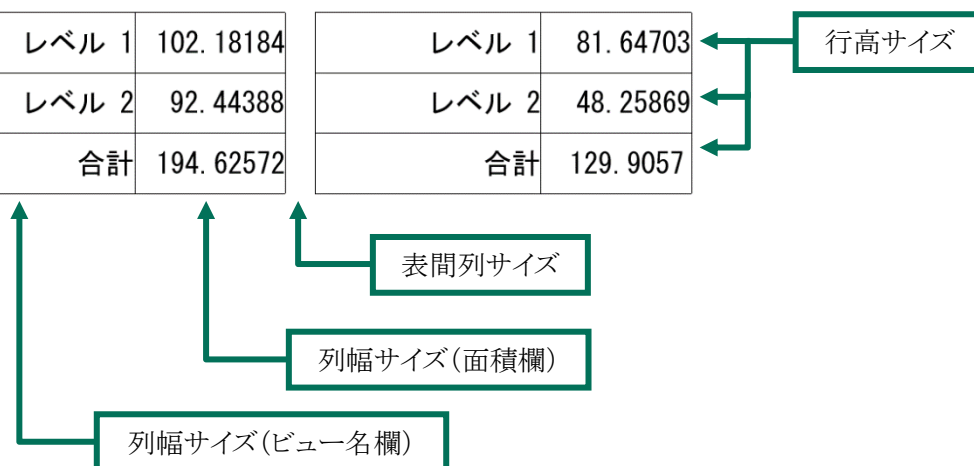 レベル 1 102.18184 レベル 1 81.64703 行高サイズ
レベル 2 92.44388 レベル 2 48.25869
合計 194.62572 合計 129.9057
表間列サイズ
列幅サイズ(面積欄)
列幅サイズ(ビュー名欄)